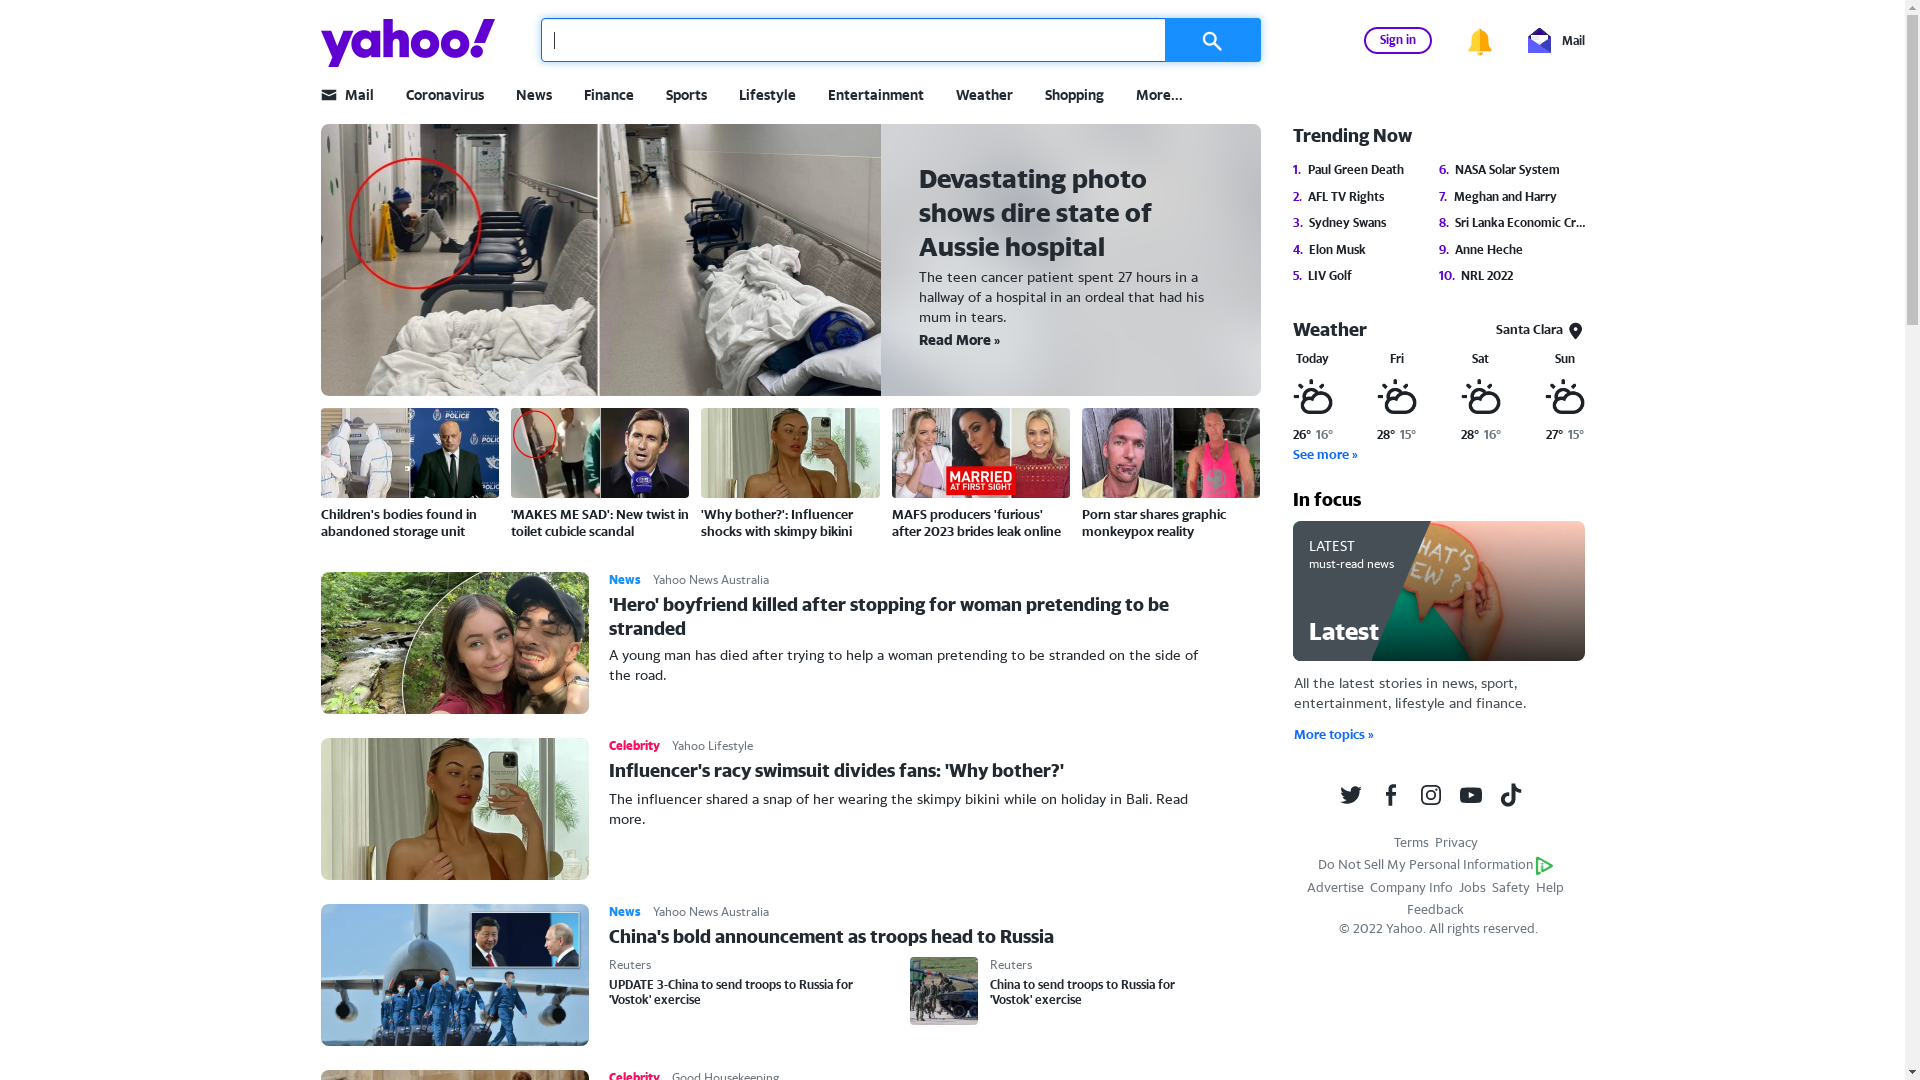 yahoo!
Sign in
Mail
Mail
Coronavirus
News
Finance
Sports
Lifestyle
Entertainment
Weather
Shopping
More...
Devastating photo
shows dire state of
Aussie hospital
The teen cancer patient spent 27 hours in a
hallway of a hospital in an ordeal that had his
mum in tears.
Read More »
POLICE
MARRIED
AT FIRST SIGHT
Children's bodies found in
abandoned storage unit
'MAKES ME SAD': New twist in
toilet cubicle scandal
'Why bother?': Influencer
shocks with skimpy bikini
MAFS producers 'furious'
after 2023 brides leak online
Porn star shares graphic
monkeypox reality
News Yahoo News Australia
'Hero' boyfriend killed after stopping for woman pretending to be
stranded
A young man has died after trying to help a woman pretending to be stranded on the side of
the road.
Celebrity Yahoo Lifestyle
Influencer's racy swimsuit divides fans: 'Why bother?'
The influencer shared a snap of her wearing the skimpy bikini while on holiday in Bali. Read
more.
News Yahoo News Australia
China's bold announcement as troops head to Russia
Reuters
UPDATE 3-China to send troops to Russia for
'Vostok' exercise
Reuters
China to send troops to Russia for
'Vostok' exercise
Celebrity Good Housekeeping
Trending Now
1. Paul Green Death
2. AFL TV Rights
3. Sydney Swans
4. Elon Musk
5. LIV Golf
6. NASA Solar System
7. Meghan and Harry
8. Sri Lanka Economic Cr...
9. Anne Heche
10. NRL 2022
Weather
Santa Clara
Today Fri Sat Sun
26° 16° 28° 15° 28° 16° 27° 15°
See more »
In focus
LATEST
must-read news
WHAT'S
NEW?
Latest
All the latest stories in news, sport,
entertainment, lifestyle and finance.
More topics »
Terms Privacy
Do Not Sell My Personal Information
Advertise Company Info Jobs Safety Help
Feedback
© 2022 Yahoo. All rights reserved.